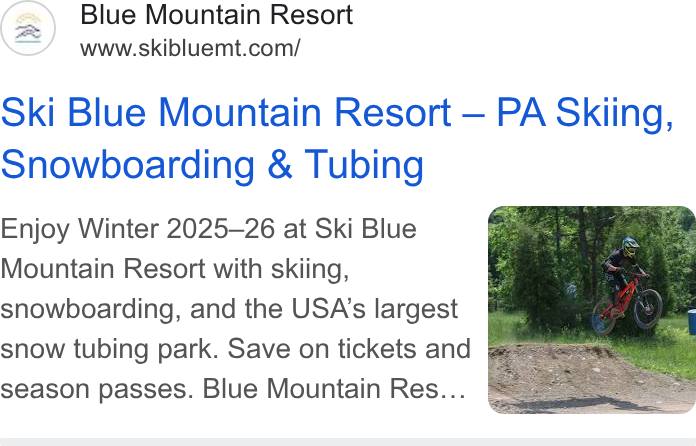 Blue Mountain Resort
www.skibluemt.com/
Ski Blue Mountain Resort – PA Skiing,
Snowboarding & Tubing
Enjoy Winter 2025–26 at Ski Blue
Mountain Resort with skiing,
snowboarding, and the USA’s largest
snow tubing park. Save on tickets and
season passes. Blue Mountain Res…